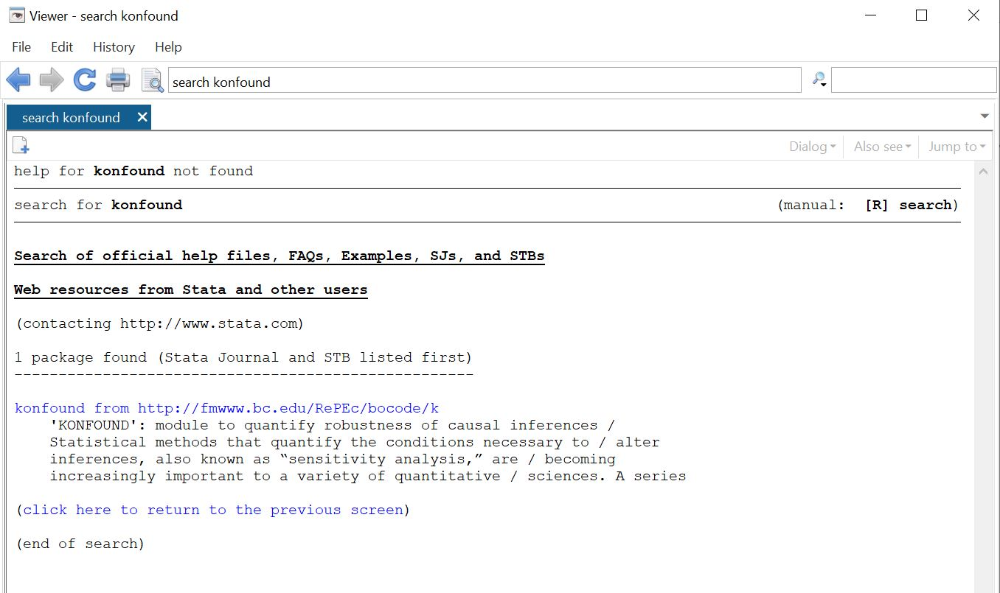 Viewer - search konfound
File Edit History Help
search konfound
search konfound
Dialog Also see Jump to
help for konfound not found
search for konfound (manual: [R] search)
Search of official help files, FAQs, Examples, SJs, and STBs
Web resources from Stata and other users
(contacting http://www.stata.com)
1 package found (Stata Journal and STB listed first)
----------------------------------------------------
konfound from http://fmwww.bc.edu/RePEc/bocode/k
'KONFOUND': module to quantify robustness of causal inferences /
Statistical methods that quantify the conditions necessary to / alter
inferences, also known as “sensitivity analysis,” are / becoming
increasingly important to a variety of quantitative / sciences. A series
(click here to return to the previous screen)
(end of search)